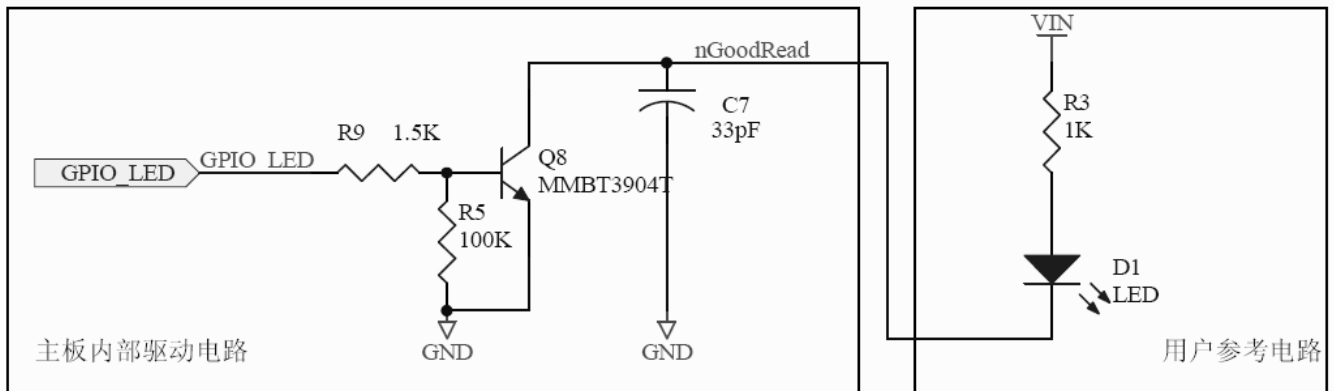 nGoodRead
VIN
R3
1K
C7
33pF
R9 1.5K
GPIO_LED
GPIO_LED
Q8
MMBT3904T
R5
100K
D1
LED
GND
GND
主板内部驱动电路
用户参考电路